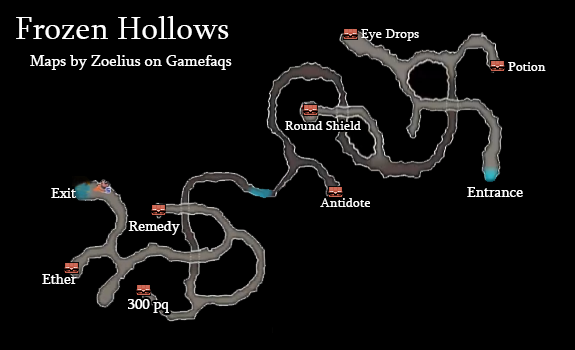 Frozen Hollows
Maps by Zoelius on Gamefaqs
Eye Drops
Potion
Round Shield
Entrance
Exit
Antidote
Remedy
Ether
300 pq